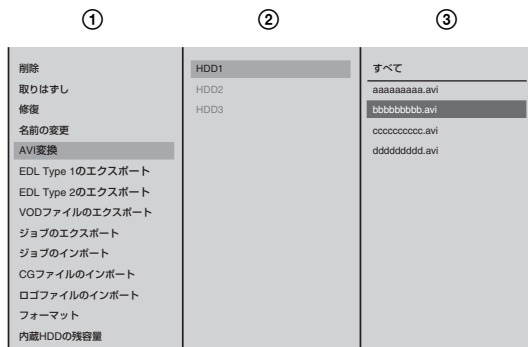 ① ② ③
削除
取りはずし
修復
名前の変更
AVI変換
EDL Type 1のエクスポート
EDL Type 2のエクスポート
VODファイルのエクスポート
ジョブのエクスポート
ジョブのインポート
CGファイルのインポート
ロゴファイルのインポート
フォーマット
内蔵HDDの残容量
HDD1
HDD2
HDD3
すべて
aaaaaaaaa.avi
bbbbbbbbb.avi
cccccccccc.avi
ddddddddd.avi